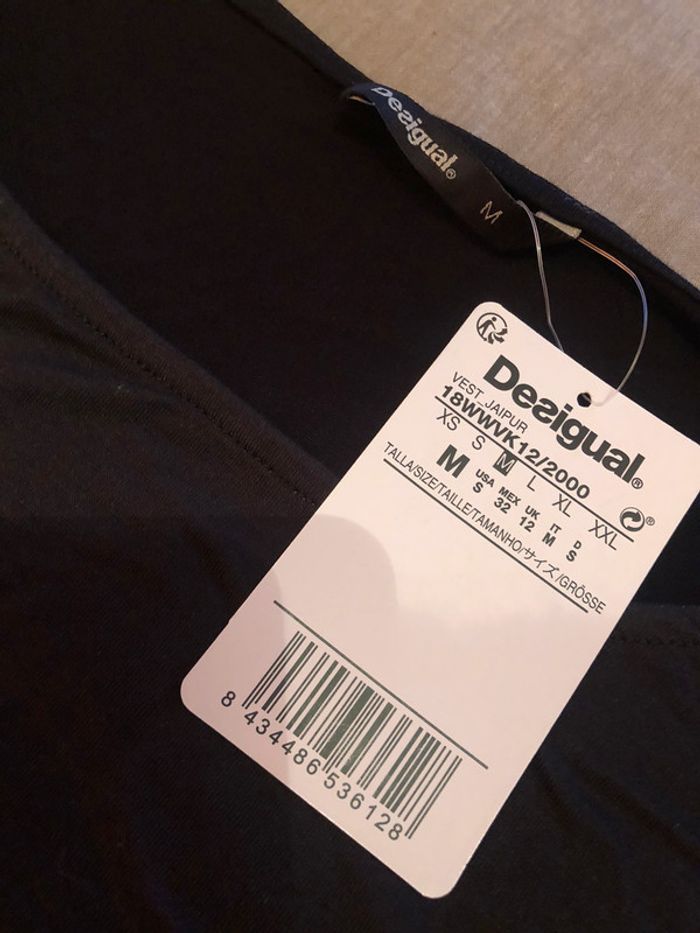 Desigual®
M
Desigual®
VEST_JAIPUR
18WWVK12/2000
XS S M L XL XXL
M USA MEX UK IT D
S 32 12 M S
TALLA/SIZE/TAILLE/TAMANHO/サイズ/GRÖSSE
8 434486 536128